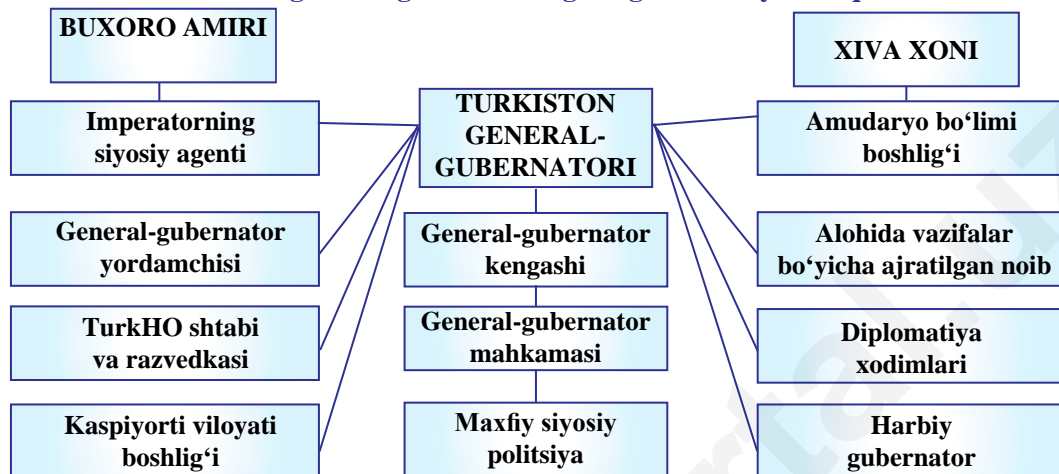 BUXORO AMIRI
XIVA XONI
Imperatorning
siyosiy agenti
TURKISTON
GENERAL-
GUBERNATORI
Amudaryo bo‘limi
boshlig‘i
General-gubernator
yordamchisi
General-gubernator
kengashi
Alohida vazifalar
bo‘yicha ajratilgan noib
TurkHO shtabi
va razvedkasi
General-gubernator
mahkamasi
Diplomatiya
xodimlari
Kaspiyorti viloyati
boshlig‘i
Maxfiy siyosiy
politsiya
Harbiy
gubernator